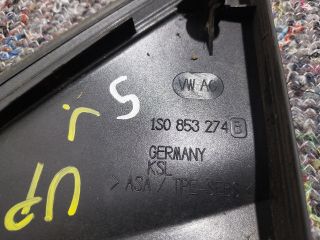 VW AG
5
1S0 853 274 B
GERMANY
KSL
> ASA / TPE-SEBS <
UP